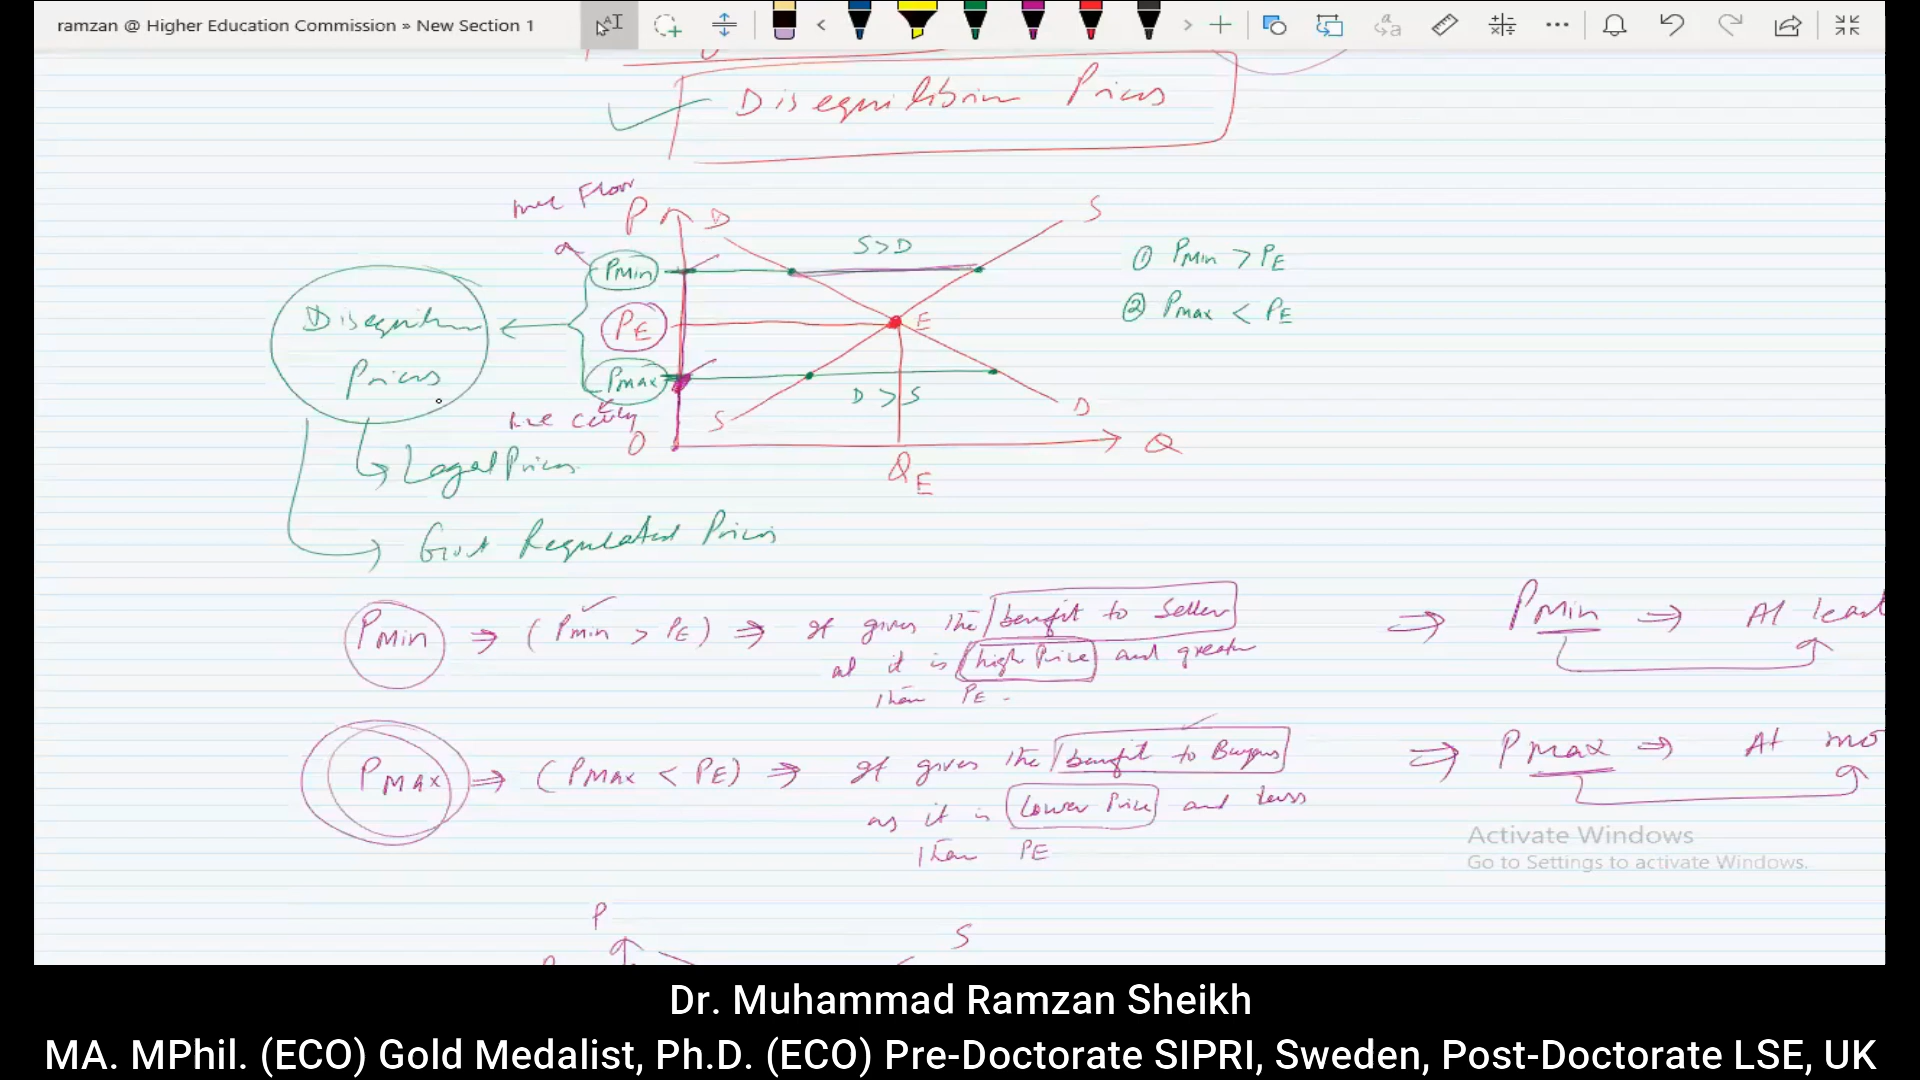 ramzan @ Higher Education Commission » New Section 1
Disequilibrium Prices
P
D
S
S>D
PMin
PE
E
PMax
D > S
S
D
O
Q
QE
① PMin > PE
② Pmax < PE
Disequilibrium
Prices
Legal Prices
Govt Regulated Prices
PMin ⇒ (Pmin > PE) ⇒ It gives the benefit to Seller ⇒ PMin ⇒ At least
as it is high Price and greater
than PE -
PMAX ⇒ (PMAX < PE) ⇒ It gives the benefit to Buyers ⇒ PMax ⇒ At mo
as it is Lower Price and less
than PE
Activate Windows
Go to Settings to activate Windows.
P
S
Dr. Muhammad Ramzan Sheikh
MA. MPhil. (ECO) Gold Medalist, Ph.D. (ECO) Pre-Doctorate SIPRI, Sweden, Post-Doctorate LSE, UK